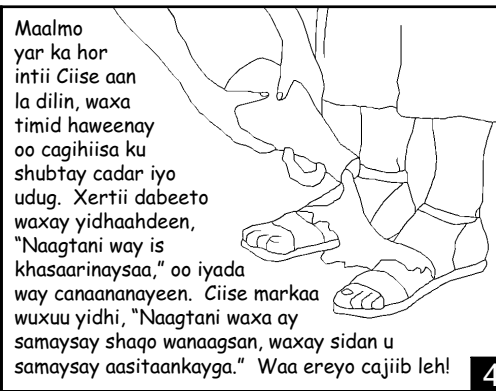 Maalmo
yar ka hor
intii Ciise aan
la dilin, waxa
timid haweenay
oo cagihiisa ku
shubtay cadar iyo
udug. Xertii dabeeto
waxay yidhaahdeen,
“Naagtani way is
khasaarinaysaa,” oo iyada
way canaananayeen. Ciise markaa
wuxuu yidhi, “Naagtani waxa ay
samaysay shaqo wanaagsan, waxay sidan u
samaysay aasitaankayga.” Waa ereyo cajiib leh!
4